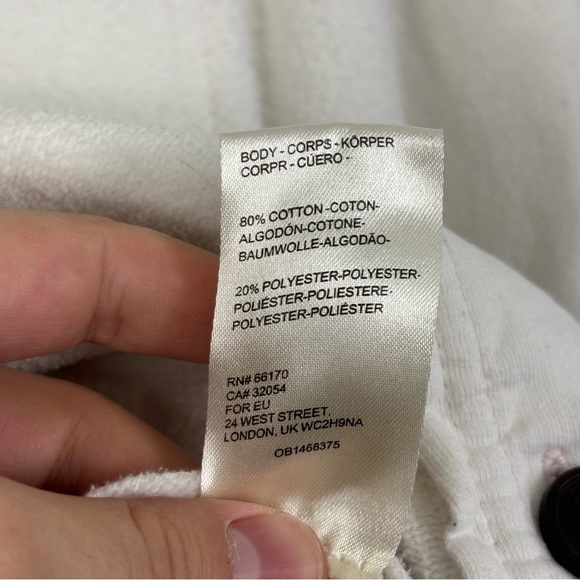 BODY - CORPS - KÖRPER
CORPR - CÚERO -
80% COTTON -COTON-
ALGODÓN-COTONE-
BAUMWOLLE-ALGODÃO-
20% POLYESTER-POLYESTER-
POLIÉSTER-POLIESTERE-
POLYESTER-POLIÉSTER
RN# 66170
CA# 32054
FOR EU
24 WEST STREET,
LONDON, UK WC2H9NA
OB1468375